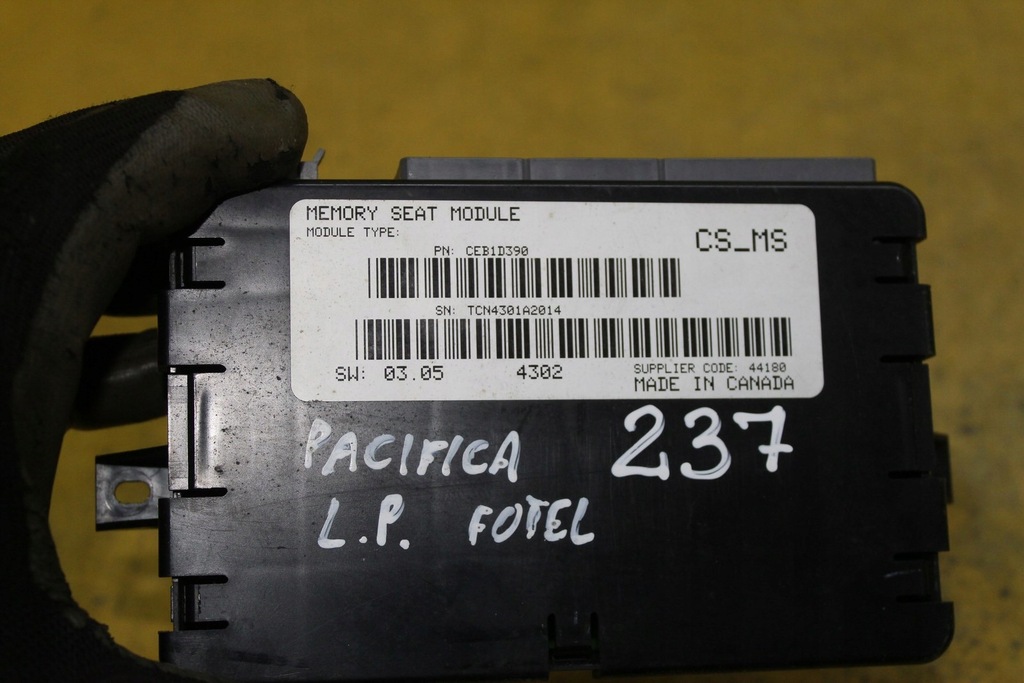 MEMORY SEAT MODULE
MODULE TYPE:
CS_MS
PN: CEB1D390
SN: TCN4301A2014
SW: 03.05 4302
SUPPLIER CODE: 44180
MADE IN CANADA
PACIFICA 237
L.P. FOTEL